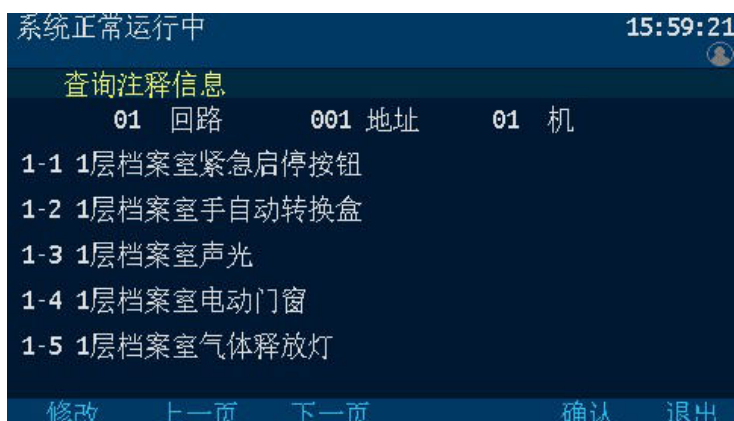 系统正常运行中 15:59:21
查询注释信息
01 回路 001 地址 01 机
1-1 1层档案室紧急启停按钮
1-2 1层档案室手自动转换盒
1-3 1层档案室声光
1-4 1层档案室电动门窗
1-5 1层档案室气体释放灯
修改 上一页 下一页 确认 退出